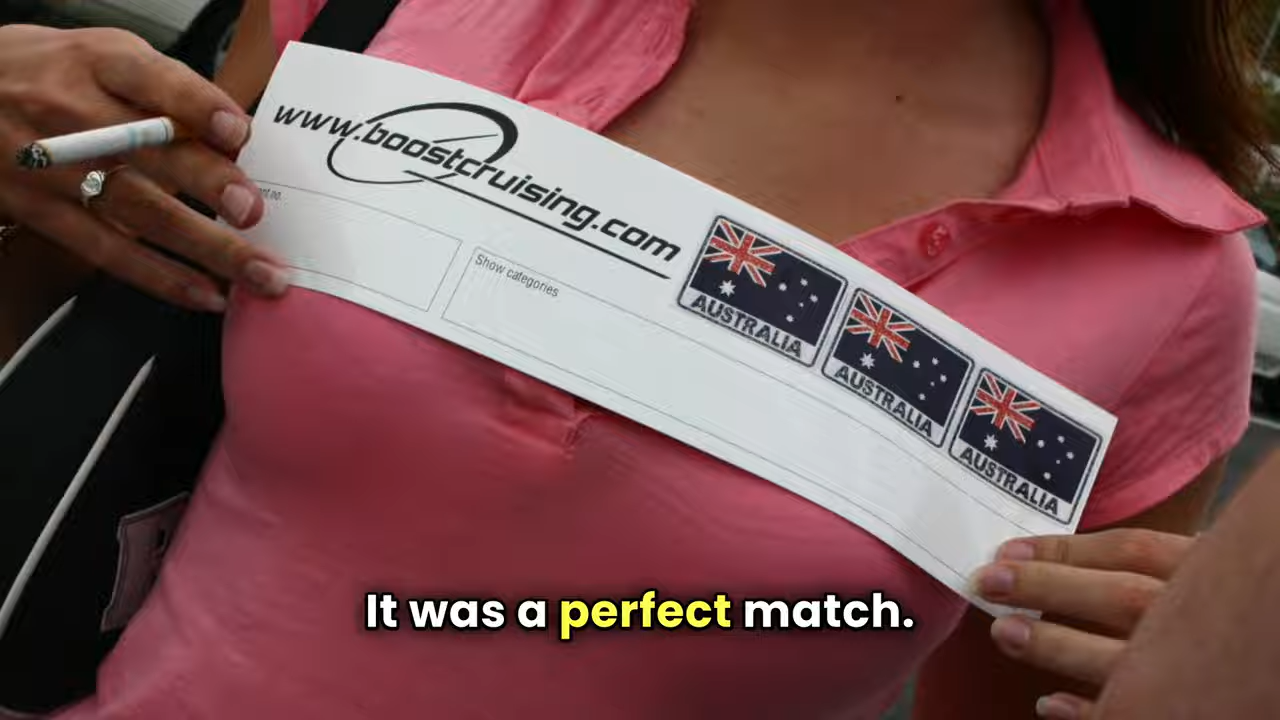 www.boostcruising.com
Show categories
AUSTRALIA
AUSTRALIA
AUSTRALIA
It was a perfect match.